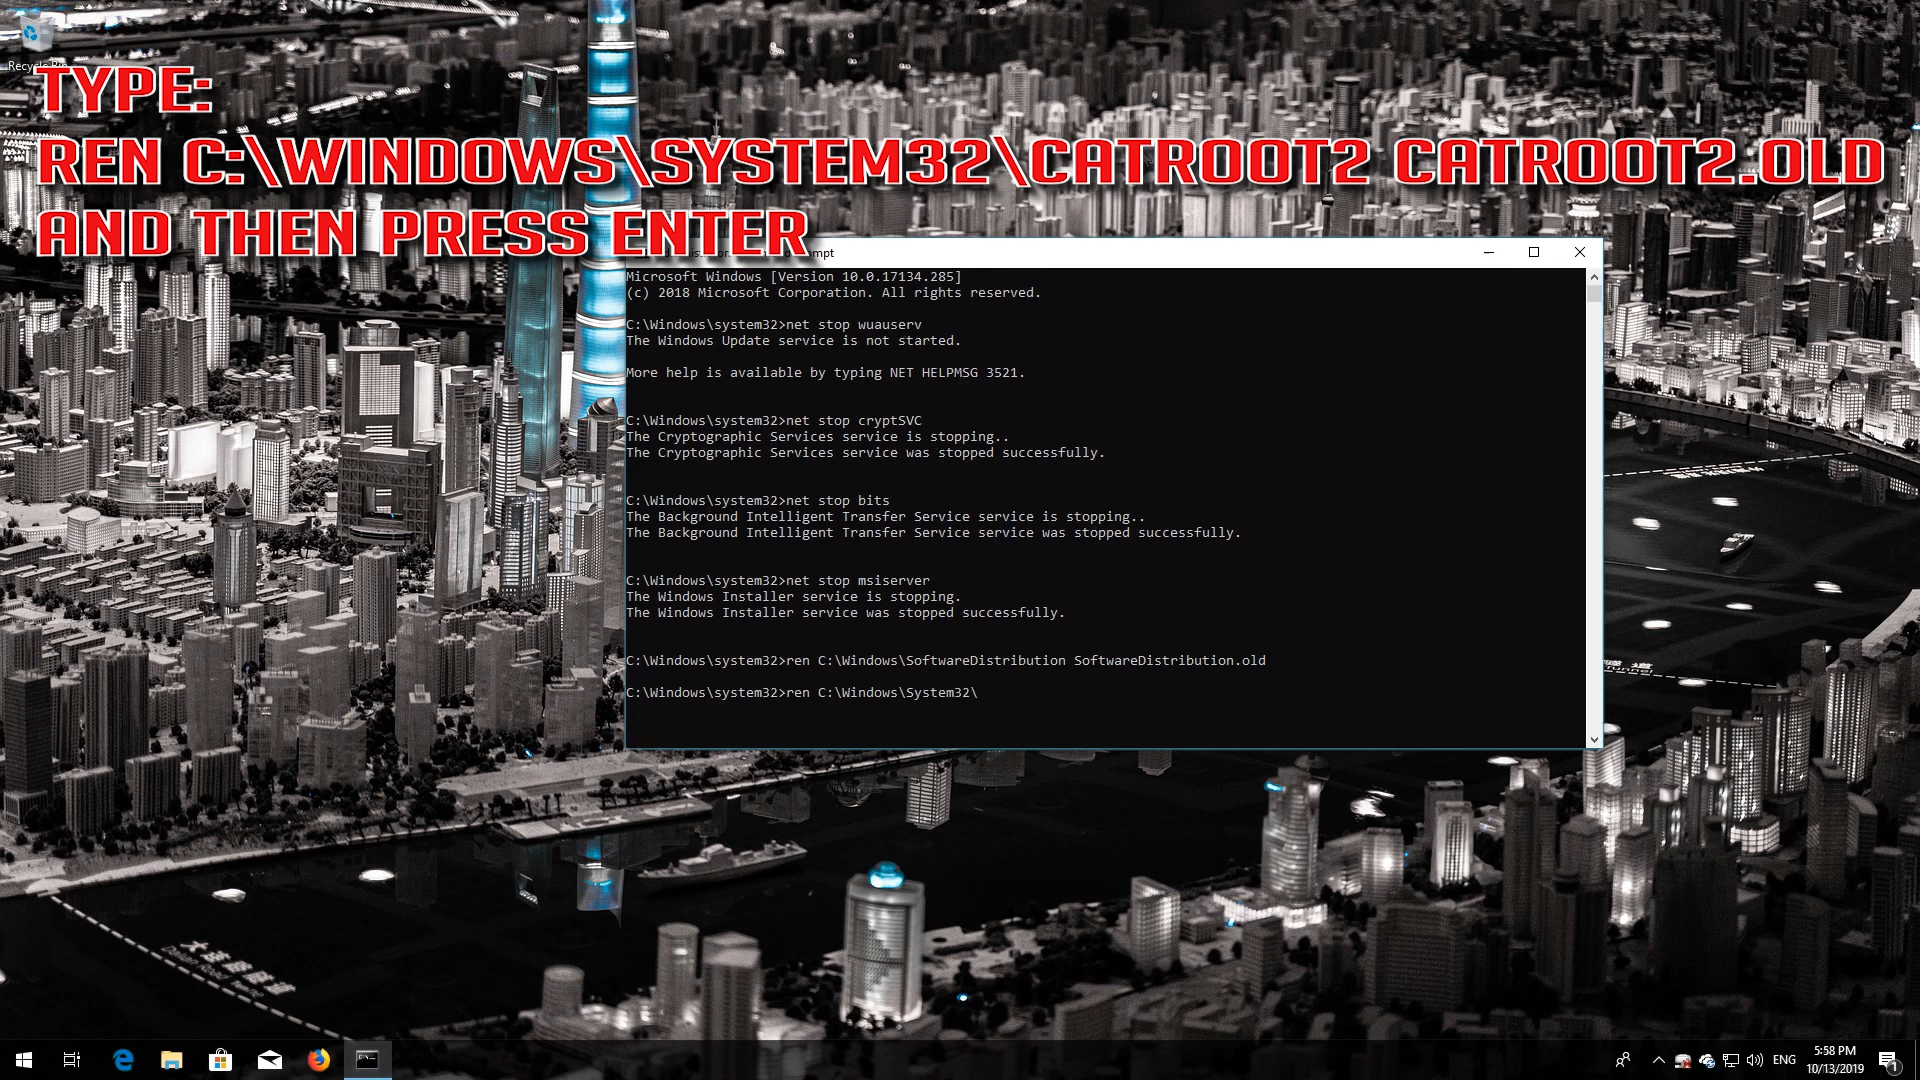 TYPE:
REN C:\WINDOWS\SYSTEM32\CATROOT2 CATROOT2.OLD
AND THEN PRESS ENTER
Microsoft Windows [Version 10.0.17134.285]
(c) 2018 Microsoft Corporation. All rights reserved.
C:\Windows\system32>net stop wuauserv
The Windows Update service is not started.
More help is available by typing NET HELPMSG 3521.
C:\Windows\system32>net stop cryptSVC
The Cryptographic Services service is stopping..
The Cryptographic Services service was stopped successfully.
C:\Windows\system32>net stop bits
The Background Intelligent Transfer Service service is stopping..
The Background Intelligent Transfer Service service was stopped successfully.
C:\Windows\system32>net stop msiserver
The Windows Installer service is stopping.
The Windows Installer service was stopped successfully.
C:\Windows\system32>ren C:\Windows\SoftwareDistribution SoftwareDistribution.old
C:\Windows\system32>ren C:\Windows\System32\
ENG
5:58 PM
10/13/2019
1